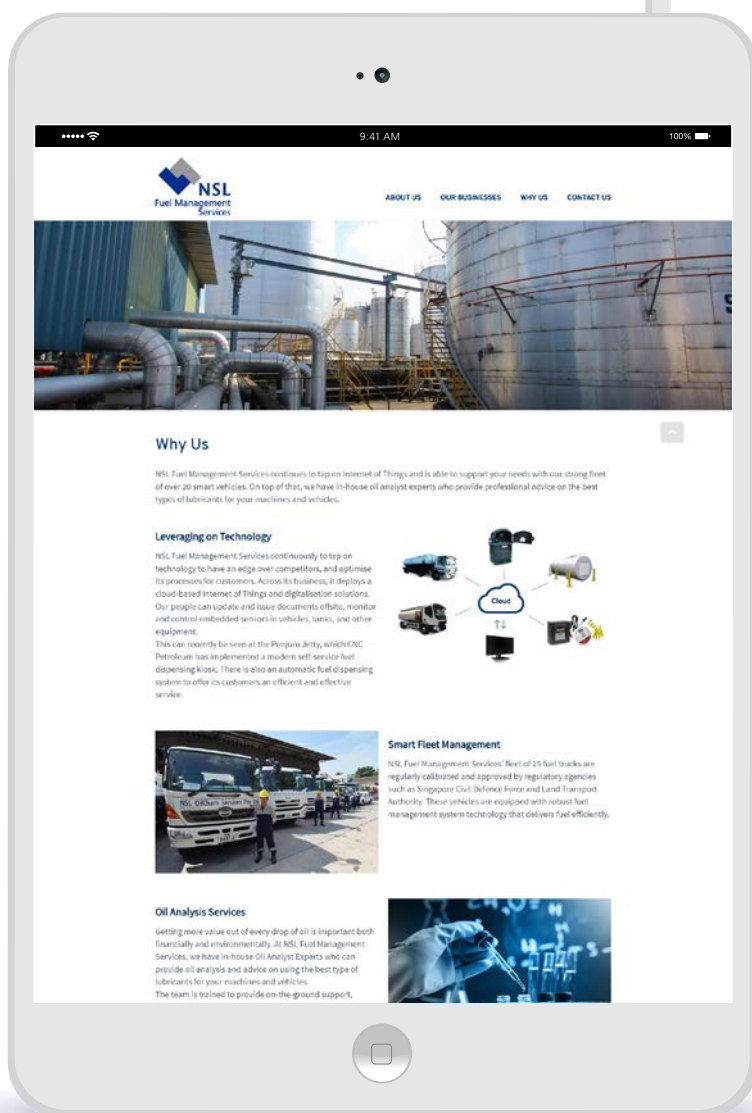 9:41 AM
100%
NSL
Fuel Management
Services
ABOUT US OUR BUSINESSES WHY US CONTACT US
S
Why Us
NSL Fuel Management Services continues to tap on Internet of Things and is able to support your needs with our strong fleet
of over 20 smart vehicles. On top of that, we have in-house oil analyst experts who provide professional advice on the best
types of lubricants for your machines and vehicles.
Leveraging on Technology
NSL Fuel Management Services continuously to tap on
technology to have an edge over competitors, and optimise
its processes for customers. Across its business, it deploys a
cloud-based Internet of Things and digitalisation solutions.
Our people can update and issue documents offsite, monitor
and control embedded sensors in vehicles, tanks, and other
equipment.
This can recently be seen at the Penjuru Jetty, which CNC
Petroleum has implemented a modern self-service fuel
dispensing kiosk. There is also an automatic fuel dispensing
system to offer its customers an efficient and effective
service.
Cloud
NSL OilChem Services Pte
Smart Fleet Management
NSL Fuel Management Services' fleet of 25 fuel trucks are
regularly calibrated and approved by regulatory agencies
such as Singapore Civil Defence Force and Land Transport
Authority. These vehicles are equipped with robust fuel
management system technology that delivers fuel efficiently.
Oil Analysis Services
Getting more value out of every drop of oil is important both
financially and environmentally. At NSL Fuel Management
Services, we have in-house Oil Analyst Experts who can
provide oil analysis and advice on using the best type of
lubricants for your machines and vehicles.
The team is trained to provide on-the-ground support,